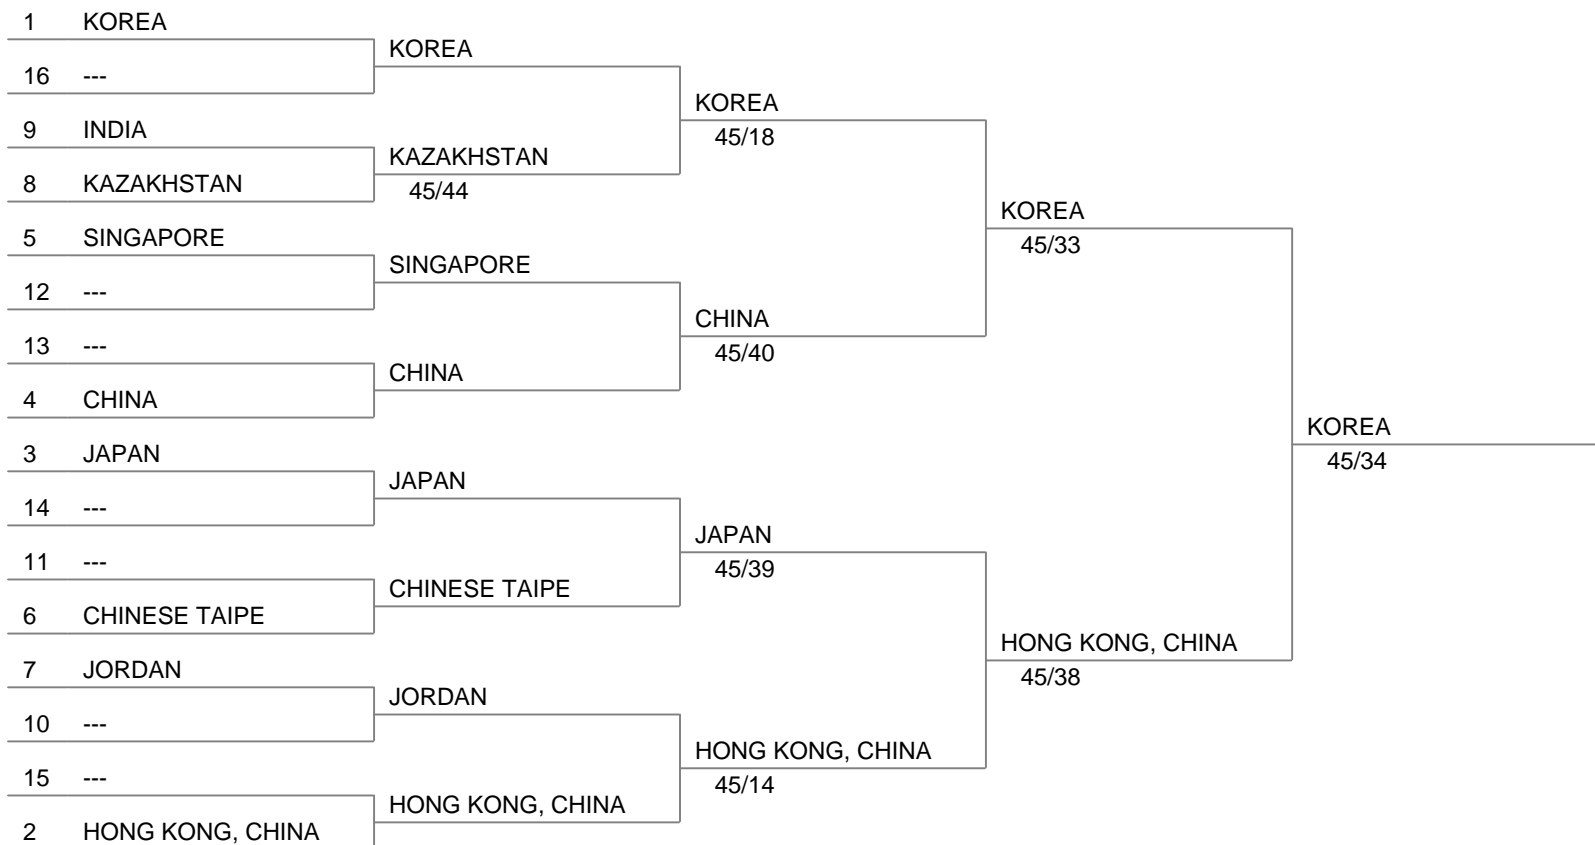 1 KOREA
KOREA
16 ---
KOREA
45/18
9 INDIA
KAZAKHSTAN
45/44
8 KAZAKHSTAN
KOREA
45/33
5 SINGAPORE
SINGAPORE
12 ---
CHINA
45/40
13 ---
CHINA
4 CHINA
KOREA
45/34
3 JAPAN
JAPAN
14 ---
JAPAN
45/39
11 ---
CHINESE TAIPE
6 CHINESE TAIPE
HONG KONG, CHINA
45/38
7 JORDAN
JORDAN
10 ---
HONG KONG, CHINA
45/14
15 ---
HONG KONG, CHINA
2 HONG KONG, CHINA